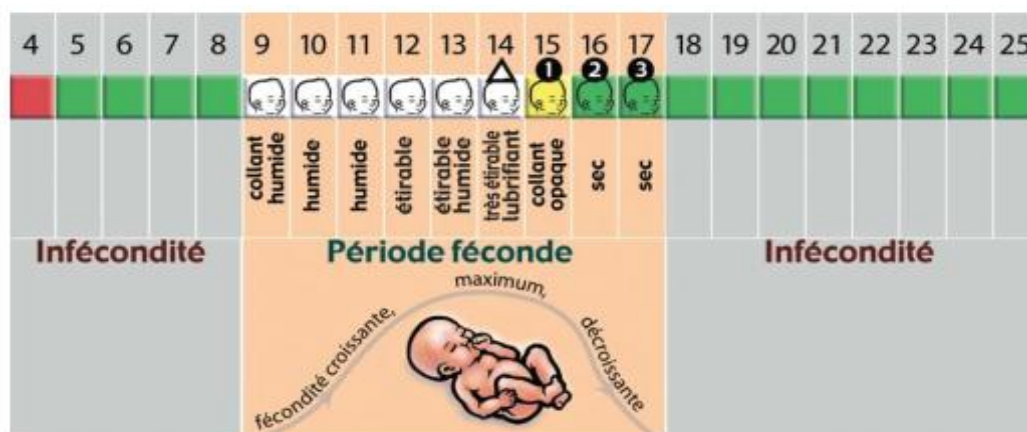 4 5 6 7 8 9 10 11 12 13 14 15 16 17 18 19 20 21 22 23 24 25
1 2 3
collant
humide
humide
humide
étirable
étirable
humide
très étirable
lubrifiant
collant
opaque
sec
sec
Infécondité Période féconde Infécondité
fécondité croissante, maximum, décroissante